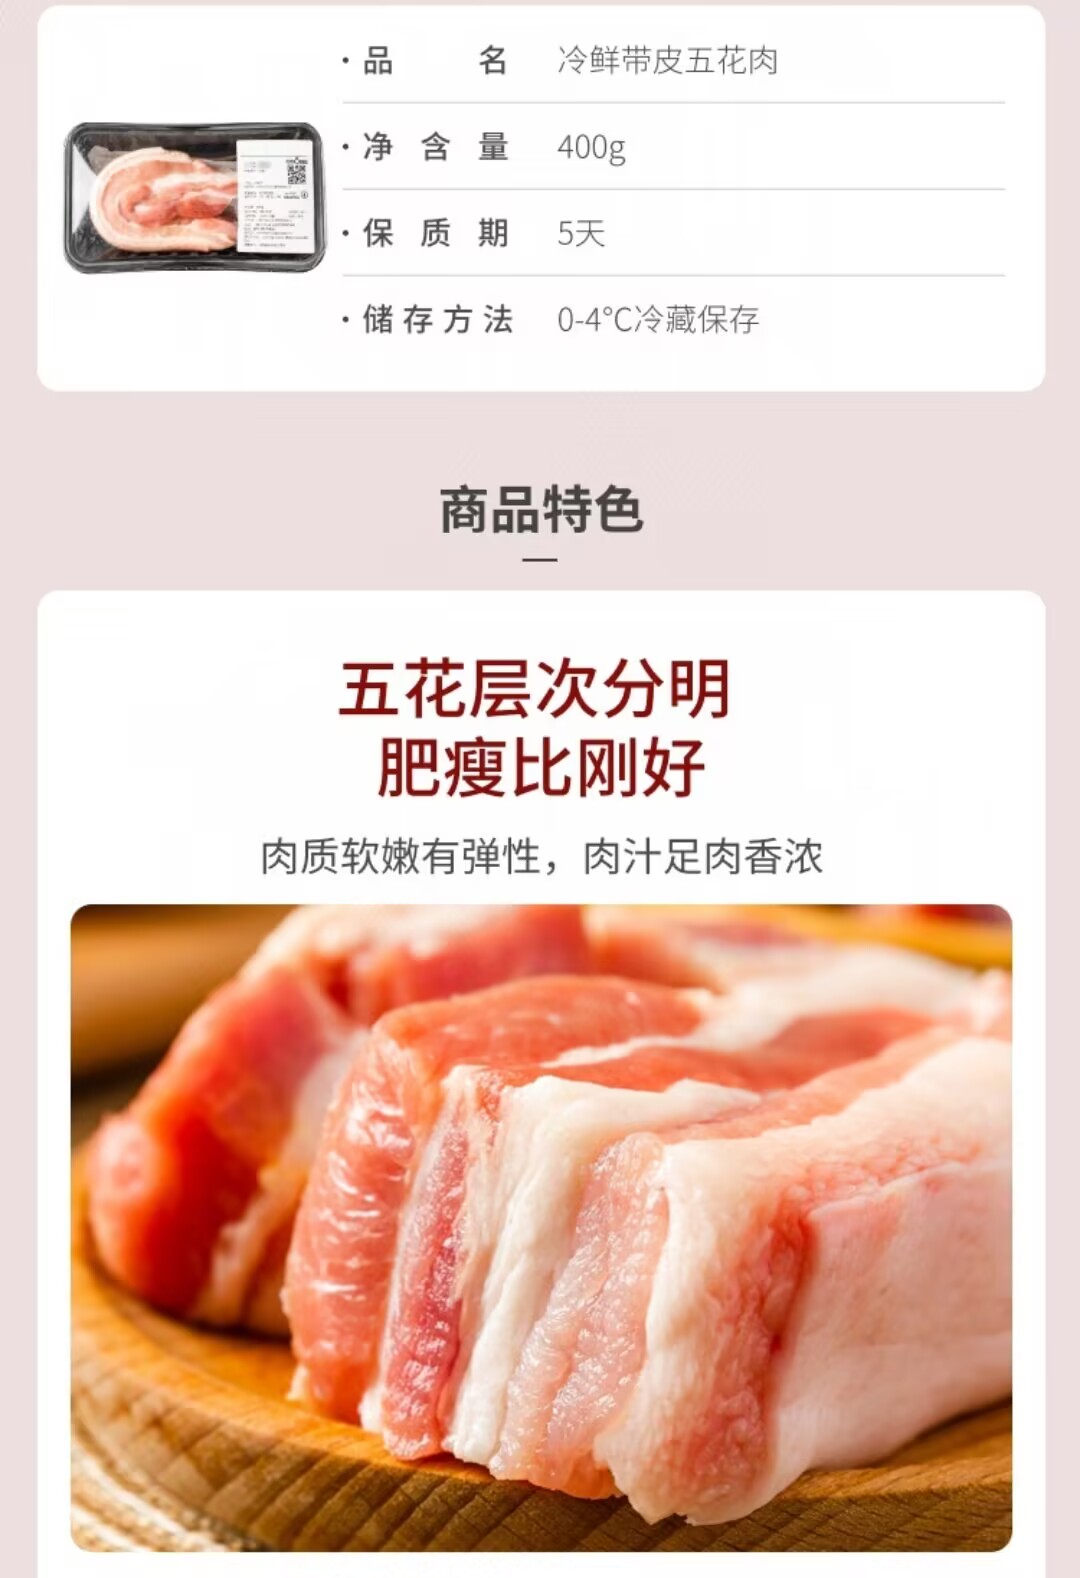 ·品名 冷鲜带皮五花肉
·净含量 400g
·保质期 5天
·储存方法 0-4°C冷藏保存
商品特色
五花层次分明
肥瘦比刚好
肉质软嫩有弹性，肉汁足肉香浓